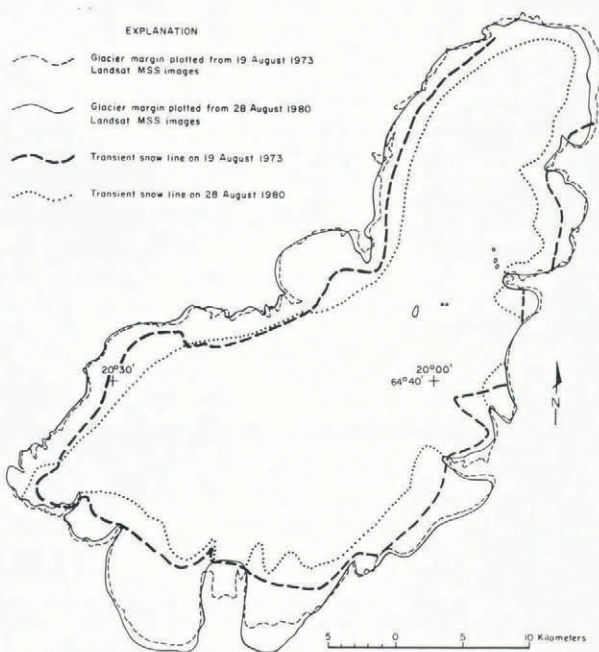 EXPLANATION
Glacier margin plotted from 19 August 1973
Landsat MSS images
Glacier margin plotted from 28 August 1980
Landsat MSS images
Transient snow line on 19 August 1973
Transient snow line on 28 August 1980
20°30'
20°00'
64°40'
N
5 0 5 10 Kilometers